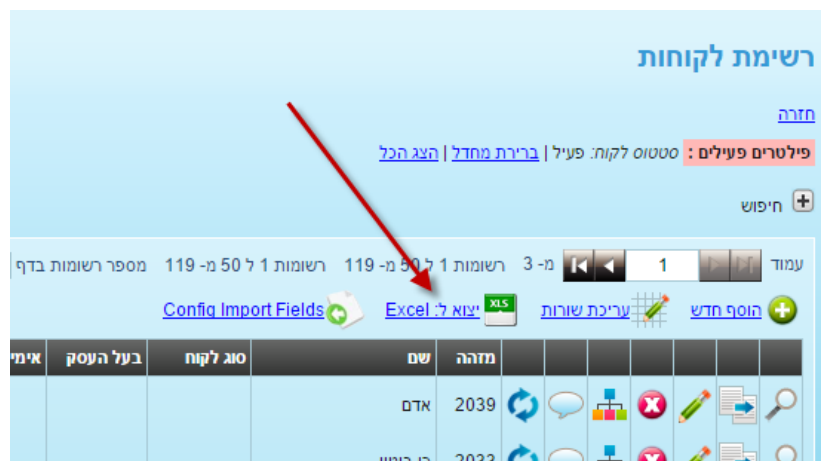 רשימת לקוחות
חזרה
פילטרים פעילים : סטטוס לקוח: פעיל | ברירת מחדל | הצג הכל
חיפוש
עמוד 1 מ- 3 רשומות 1 ל 50 מ- 119 רשומות 1 ל 50 מ- 119 מספר רשומות בדף
הוסף חדש עריכת שורות XLS יצוא ל: Excel Config Import Fields
מזהה שם סוג לקוח בעל העסק
2039 אדם